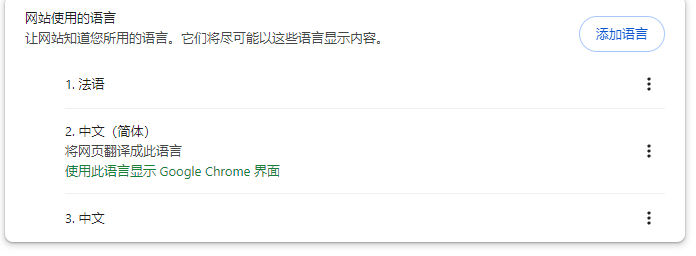 网站使用的语言
让网站知道您所用的语言。它们将尽可能以这些语言显示内容。
添加语言
1. 法语
2. 中文（简体）
将网页翻译成此语言
使用此语言显示 Google Chrome 界面
3. 中文